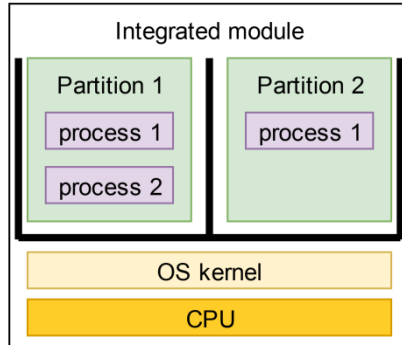 Integrated module
Partition 1
process 1
process 2
Partition 2
process 1
OS kernel
CPU